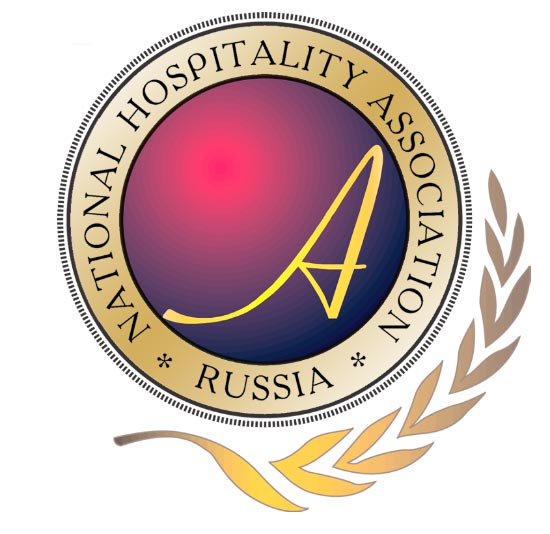 NATIONAL HOSPITALITY ASSOCIATION
* RUSSIA *
A